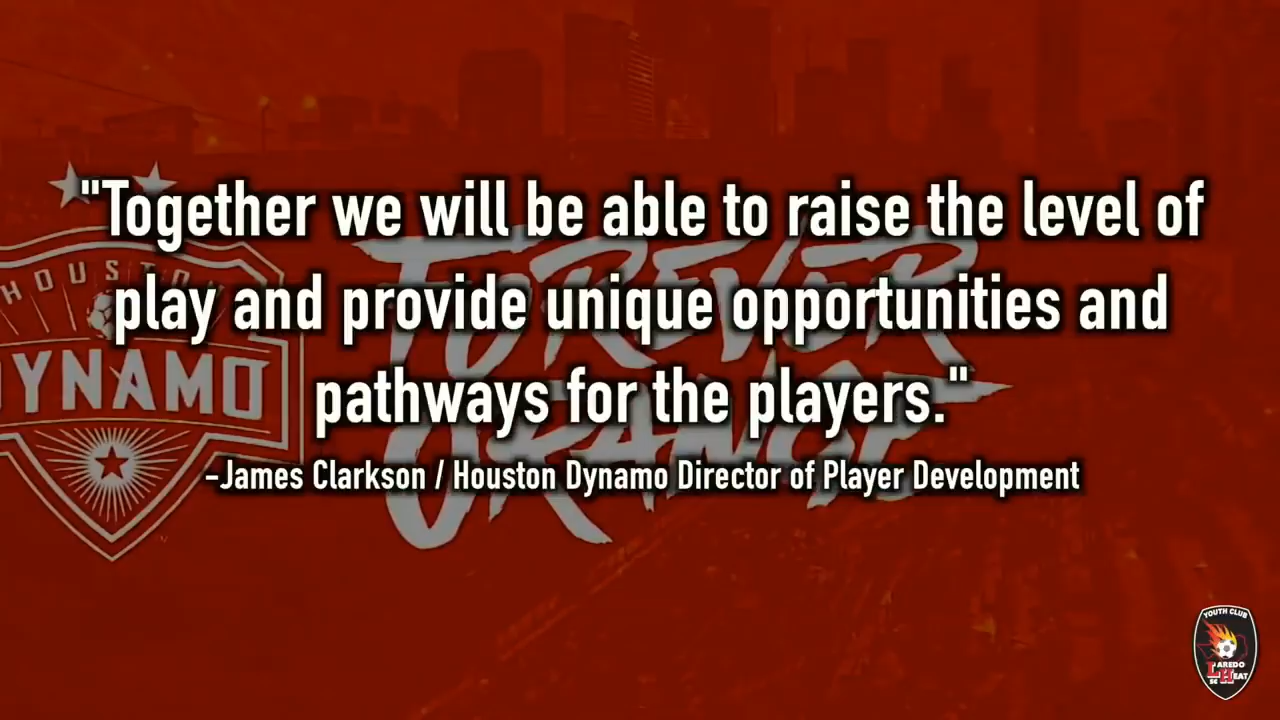 "Together we will be able to raise the level of
play and provide unique opportunities and
pathways for the players."
-James Clarkson / Houston Dynamo Director of Player Development
HOUSTON
DYNAMO
FOREVER
ORANGE
YOUTH CLUB
LAREDO
SC HEAT